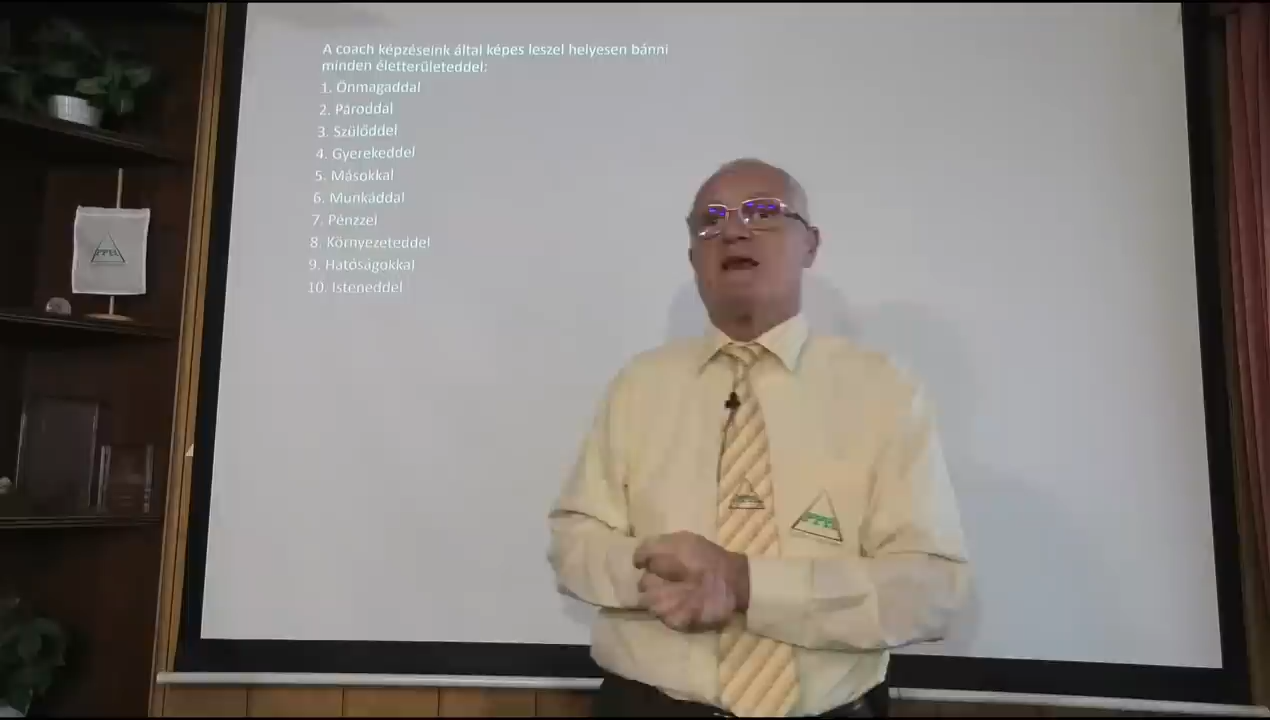 A coach képzéseink által képes leszel helyesen bánni
minden életterületeddel:
1. Önmagaddal
2. Pároddal
3. Szülőddel
4. Gyerekeddel
5. Másokkal
6. Munkáddal
7. Pénzzel
8. Környezeteddel
9. Hatóságokkal
10. Isteneddel